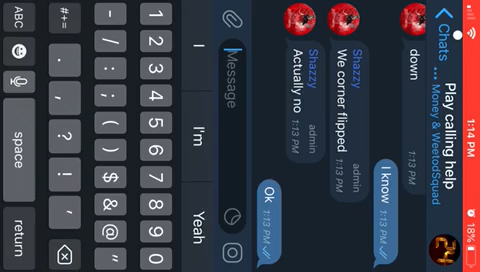 1:14 PM
18%
Chats
Play calling help
... Money & WeetodSquad
24
down
1:13 PM
I know
1:13 PM
Shazzy
admin
We corner flipped
1:13 PM
Shazzy
admin
Actually no
1:13 PM
Ok
1:13 PM
Message
I
I'm
Yeah
1 2 3 4 5 6 7 8 9 0
- / : ; ( ) $ & @ "
#+= . , ? ! '
ABC
space
return